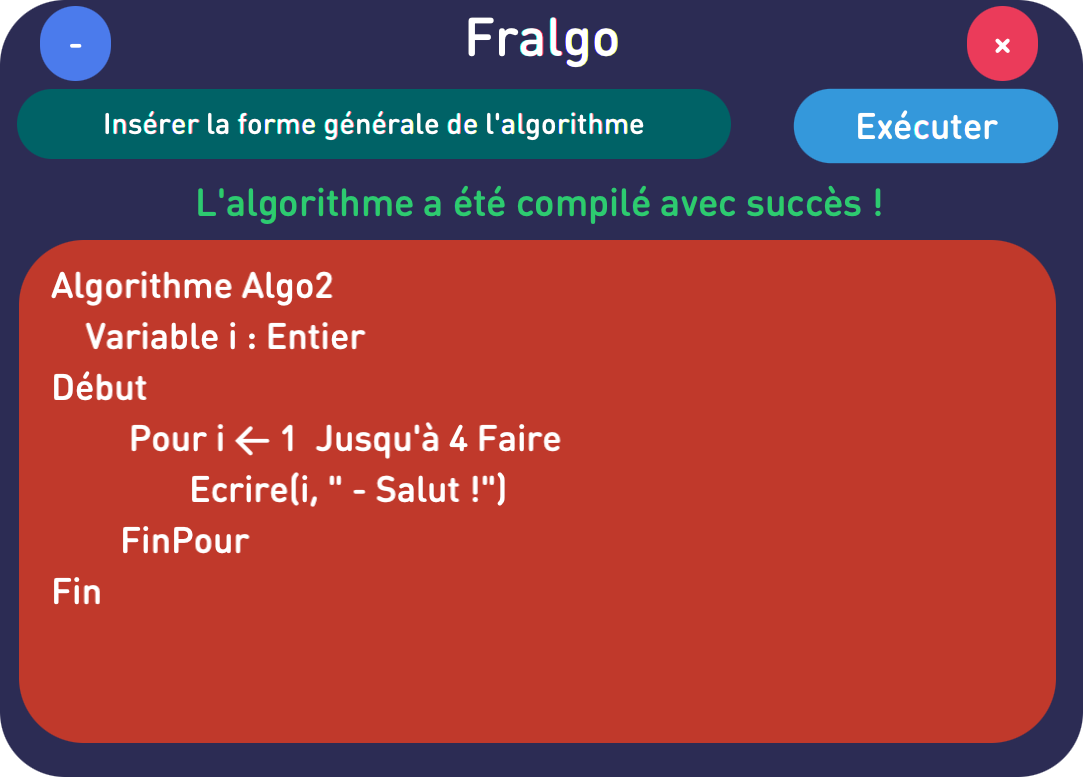 -
Fralgo
×
Insérer la forme générale de l'algorithme
Exécuter
L'algorithme a été compilé avec succès !
Algorithme Algo2
Variable i : Entier
Début
Pour i ← 1 Jusqu'à 4 Faire
Ecrire(i, " - Salut !")
FinPour
Fin